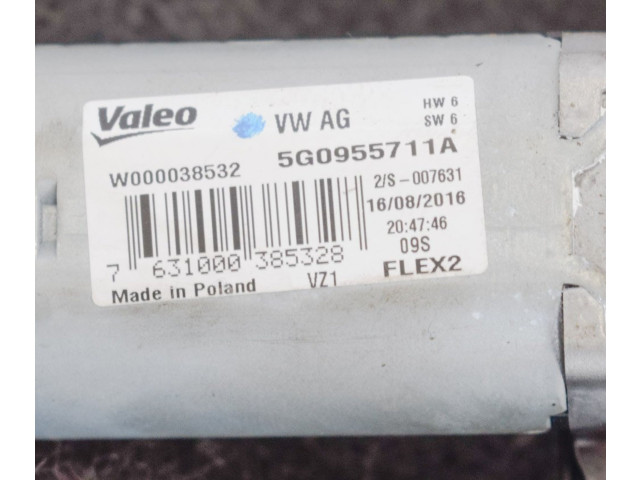 Valeo VW AG HW 6
SW 6
5G0955711A
W000038532 2/S-007631
16/08/2016
20:47:46
09S
7 631000 385328
Made in Poland VZ1 FLEX2